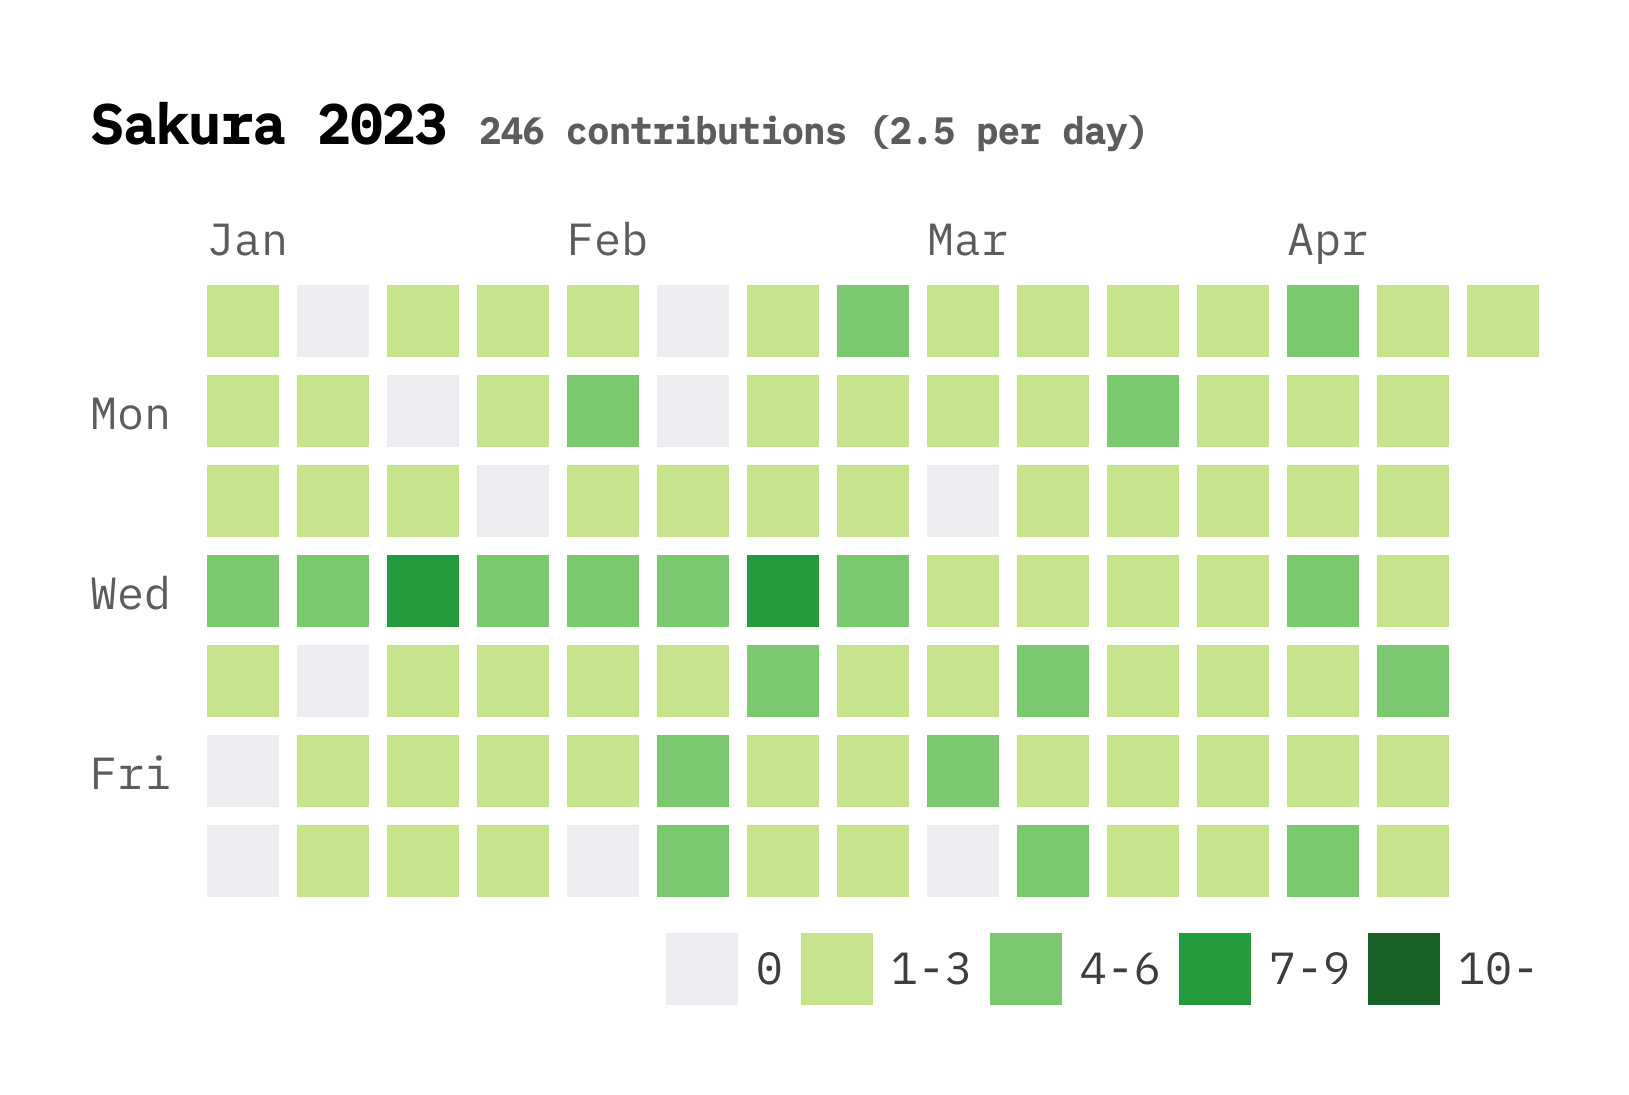 Sakura 2023 246 contributions (2.5 per day)
Jan Feb Mar Apr
Mon
Wed
Fri
0 1-3 4-6 7-9 10-